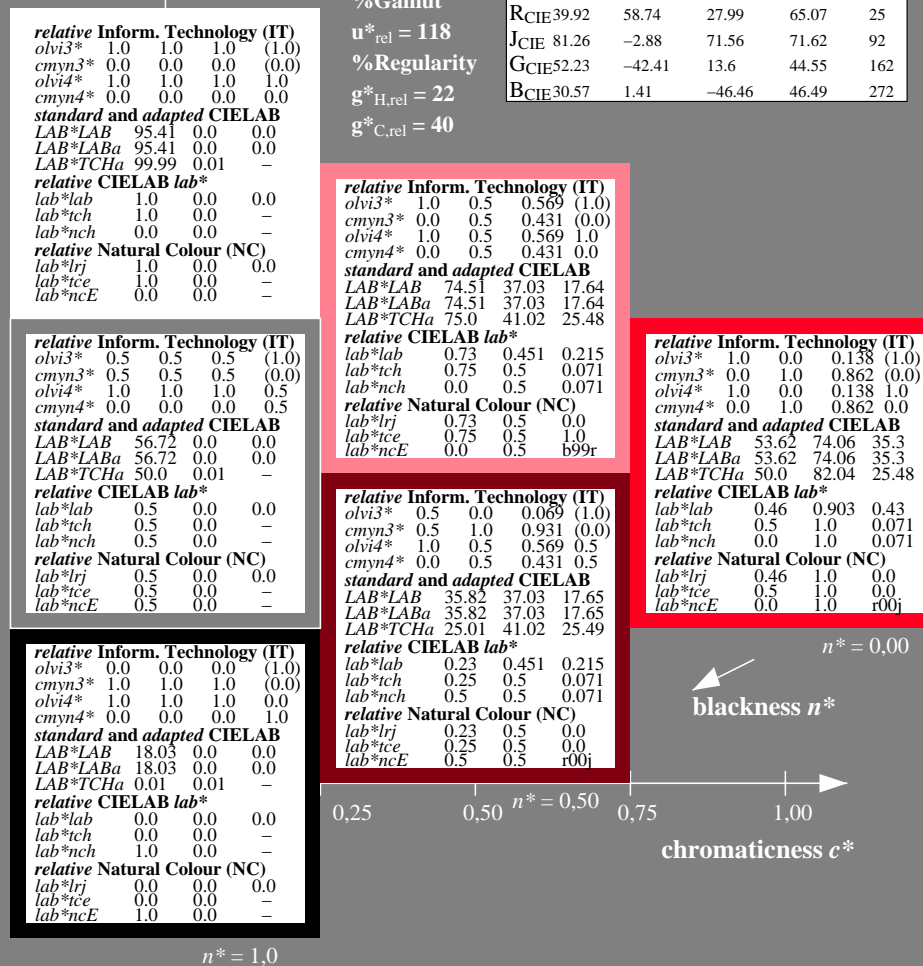 %Gamut
u*rel = 118
%Regularity
g*H,rel = 22
g*C,rel = 40
RCIE 39.92 58.74 27.99 65.07 25
JCIE 81.26 –2.88 71.56 71.62 92
GCIE 52.23 –42.41 13.6 44.55 162
BCIE 30.57 1.41 –46.46 46.49 272
relative Inform. Technology (IT)
olvi3* 1.0 1.0 1.0 (1.0)
cmyn3* 0.0 0.0 0.0 (0.0)
olvi4* 1.0 1.0 1.0 1.0
cmyn4* 0.0 0.0 0.0 0.0
standard and adapted CIELAB
LAB*LAB 95.41 0.0 0.0
LAB*LABa 95.41 0.0 0.0
LAB*TCHa 99.99 0.01 –
relative CIELAB lab*
lab*lab 1.0 0.0 0.0
lab*tch 1.0 0.0 –
lab*nch 0.0 0.0 –
relative Natural Colour (NC)
lab*lrj 1.0 0.0 0.0
lab*tce 1.0 0.0 –
lab*ncE 0.0 0.0 –
relative Inform. Technology (IT)
olvi3* 1.0 0.5 0.569 (1.0)
cmyn3* 0.0 0.5 0.431 (0.0)
olvi4* 1.0 0.5 0.569 1.0
cmyn4* 0.0 0.5 0.431 0.0
standard and adapted CIELAB
LAB*LAB 74.51 37.03 17.64
LAB*LABa 74.51 37.03 17.64
LAB*TCHa 75.0 41.02 25.48
relative CIELAB lab*
lab*lab 0.73 0.451 0.215
lab*tch 0.75 0.5 0.071
lab*nch 0.0 0.5 0.071
relative Natural Colour (NC)
lab*lrj 0.73 0.5 0.0
lab*tce 0.75 0.5 1.0
lab*ncE 0.0 0.5 b99r
relative Inform. Technology (IT)
olvi3* 0.5 0.5 0.5 (1.0)
cmyn3* 0.5 0.5 0.5 (0.0)
olvi4* 1.0 1.0 1.0 0.5
cmyn4* 0.0 0.0 0.0 0.5
standard and adapted CIELAB
LAB*LAB 56.72 0.0 0.0
LAB*LABa 56.72 0.0 0.0
LAB*TCHa 50.0 0.01 –
relative CIELAB lab*
lab*lab 0.5 0.0 0.0
lab*tch 0.5 0.0 –
lab*nch 0.5 0.0 –
relative Natural Colour (NC)
lab*lrj 0.5 0.0 0.0
lab*tce 0.5 0.0 –
lab*ncE 0.5 0.0 –
relative Inform. Technology (IT)
olvi3* 1.0 0.0 0.138 (1.0)
cmyn3* 0.0 1.0 0.862 (0.0)
olvi4* 1.0 0.0 0.138 1.0
cmyn4* 0.0 1.0 0.862 0.0
standard and adapted CIELAB
LAB*LAB 53.62 74.06 35.3
LAB*LABa 53.62 74.06 35.3
LAB*TCHa 50.0 82.04 25.48
relative CIELAB lab*
lab*lab 0.46 0.903 0.43
lab*tch 0.5 1.0 0.071
lab*nch 0.0 1.0 0.071
relative Natural Colour (NC)
lab*lrj 0.46 1.0 0.0
lab*tce 0.5 1.0 0.0
lab*ncE 0.0 1.0 r00j
n* = 0,00
relative Inform. Technology (IT)
olvi3* 0.5 0.0 0.069 (1.0)
cmyn3* 0.5 1.0 0.931 (0.0)
olvi4* 1.0 0.5 0.569 0.5
cmyn4* 0.0 0.5 0.431 0.5
standard and adapted CIELAB
LAB*LAB 35.82 37.03 17.65
LAB*LABa 35.82 37.03 17.65
LAB*TCHa 25.01 41.02 25.49
relative CIELAB lab*
lab*lab 0.23 0.451 0.215
lab*tch 0.25 0.5 0.071
lab*nch 0.5 0.5 0.071
relative Natural Colour (NC)
lab*lrj 0.23 0.5 0.0
lab*tce 0.25 0.5 0.0
lab*ncE 0.5 0.5 r00j
blackness n*
relative Inform. Technology (IT)
olvi3* 0.0 0.0 0.0 (1.0)
cmyn3* 1.0 1.0 1.0 (0.0)
olvi4* 1.0 1.0 1.0 0.0
cmyn4* 0.0 0.0 0.0 1.0
standard and adapted CIELAB
LAB*LAB 18.03 0.0 0.0
LAB*LABa 18.03 0.0 0.0
LAB*TCHa 0.01 0.01 –
relative CIELAB lab*
lab*lab 0.0 0.0 0.0
lab*tch 0.0 0.0 –
lab*nch 1.0 0.0 –
relative Natural Colour (NC)
lab*lrj 0.0 0.0 0.0
lab*tce 0.0 0.0 –
lab*ncE 1.0 0.0 –
0,25 0,50 n* = 0,50 0,75 1,00
chromaticness c*
n* = 1,0